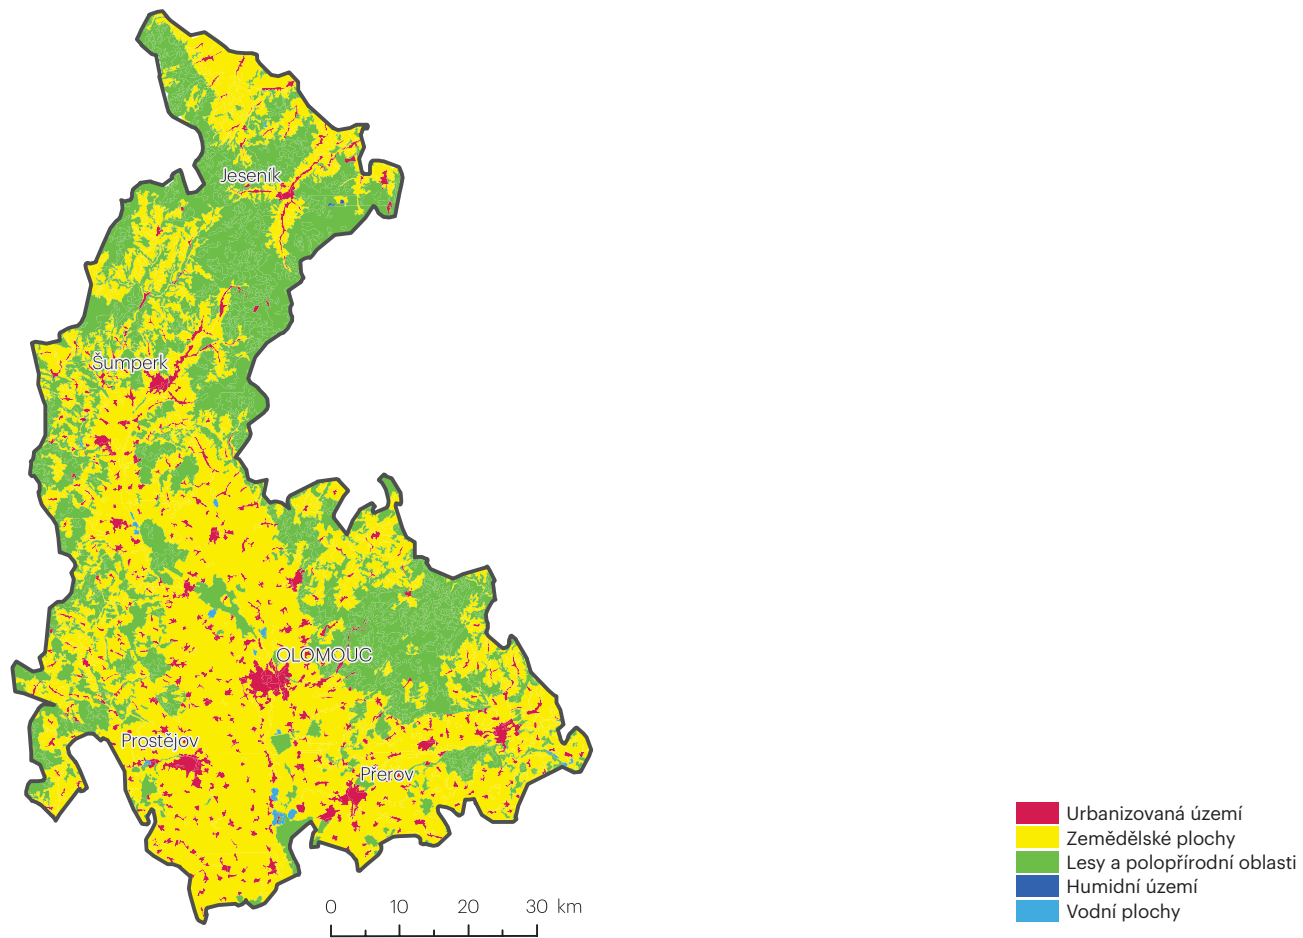 Jeseník
Šumperk
OLOMOUC
Prostějov
Přerov
0 10 20 30 km
Urbanizovaná území
Zemědělské plochy
Lesy a polopřírodní oblasti
Humidní území
Vodní plochy